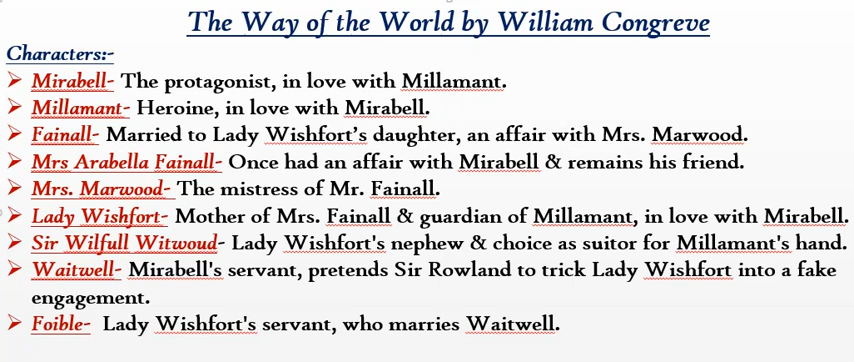 The Way of the World by William Congreve
Characters:-
➢ Mirabell- The protagonist, in love with Millamant.
➢ Millamant- Heroine, in love with Mirabell.
➢ Fainall- Married to Lady Wishfort’s daughter, an affair with Mrs. Marwood.
➢ Mrs Arabella Fainall- Once had an affair with Mirabell & remains his friend.
➢ Mrs. Marwood- The mistress of Mr. Fainall.
➢ Lady Wishfort- Mother of Mrs. Fainall & guardian of Millamant, in love with Mirabell.
➢ Sir Wilfull Witwoud- Lady Wishfort's nephew & choice as suitor for Millamant's hand.
➢ Waitwell- Mirabell's servant, pretends Sir Rowland to trick Lady Wishfort into a fake
engagement.
➢ Foible- Lady Wishfort's servant, who marries Waitwell.